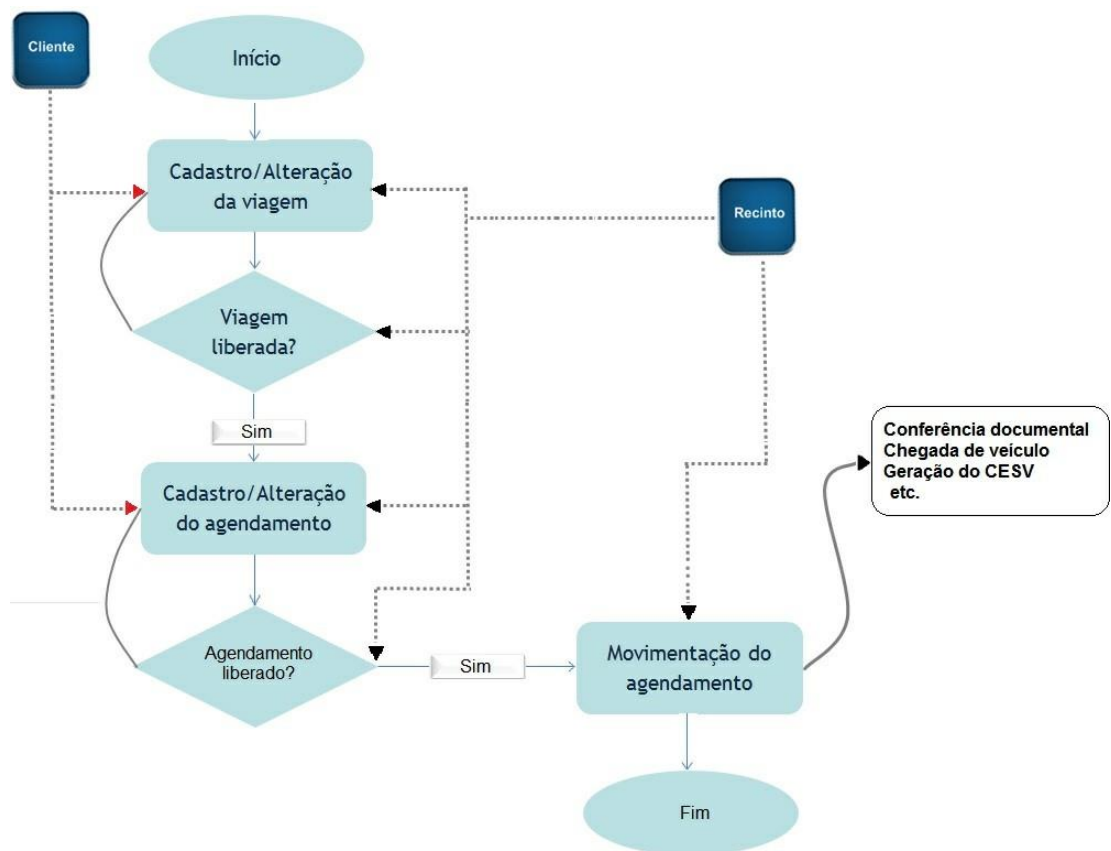 Cliente
Início
Cadastro/Alteração
da viagem
Recinto
Viagem
liberada?
Sim
Conferência documental
Chegada de veículo
Geração do CESV
etc.
Cadastro/Alteração
do agendamento
Agendamento
liberado?
Sim
Movimentação do
agendamento
Fim